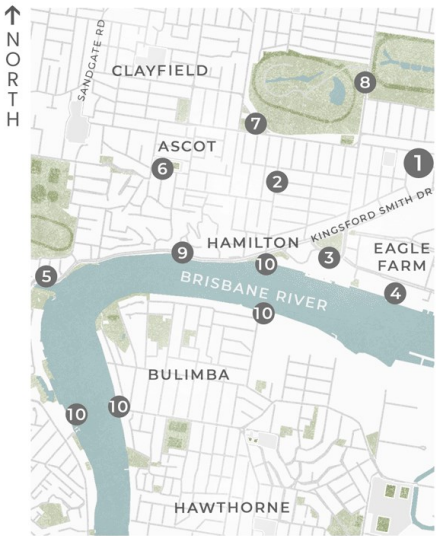 NORTH
SANDGATE RD
CLAYFIELD
8
7
ASCOT
1
6
2
KINGSFORD SMITH DR
HAMILTON
9
3
EAGLE
FARM
10
5
BRISBANE RIVER
4
10
BULIMBA
10
10
HAWTHORNE